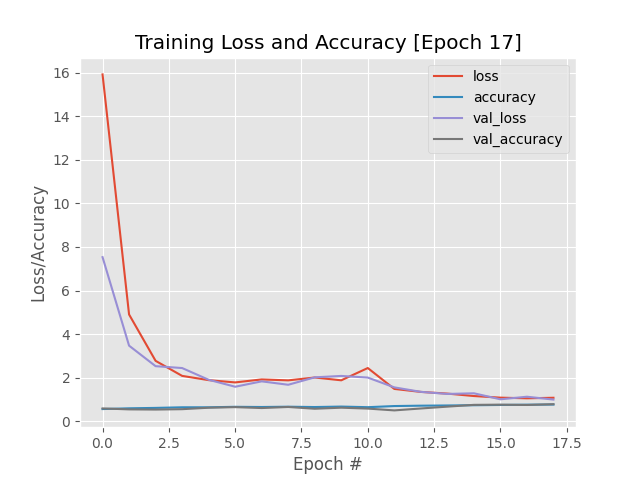 Training Loss and Accuracy [Epoch 17]
loss
accuracy
val_loss
val_accuracy
16
14
12
10
8
6
4
2
0
Loss/Accuracy
0.0 2.5 5.0 7.5 10.0 12.5 15.0 17.5
Epoch #